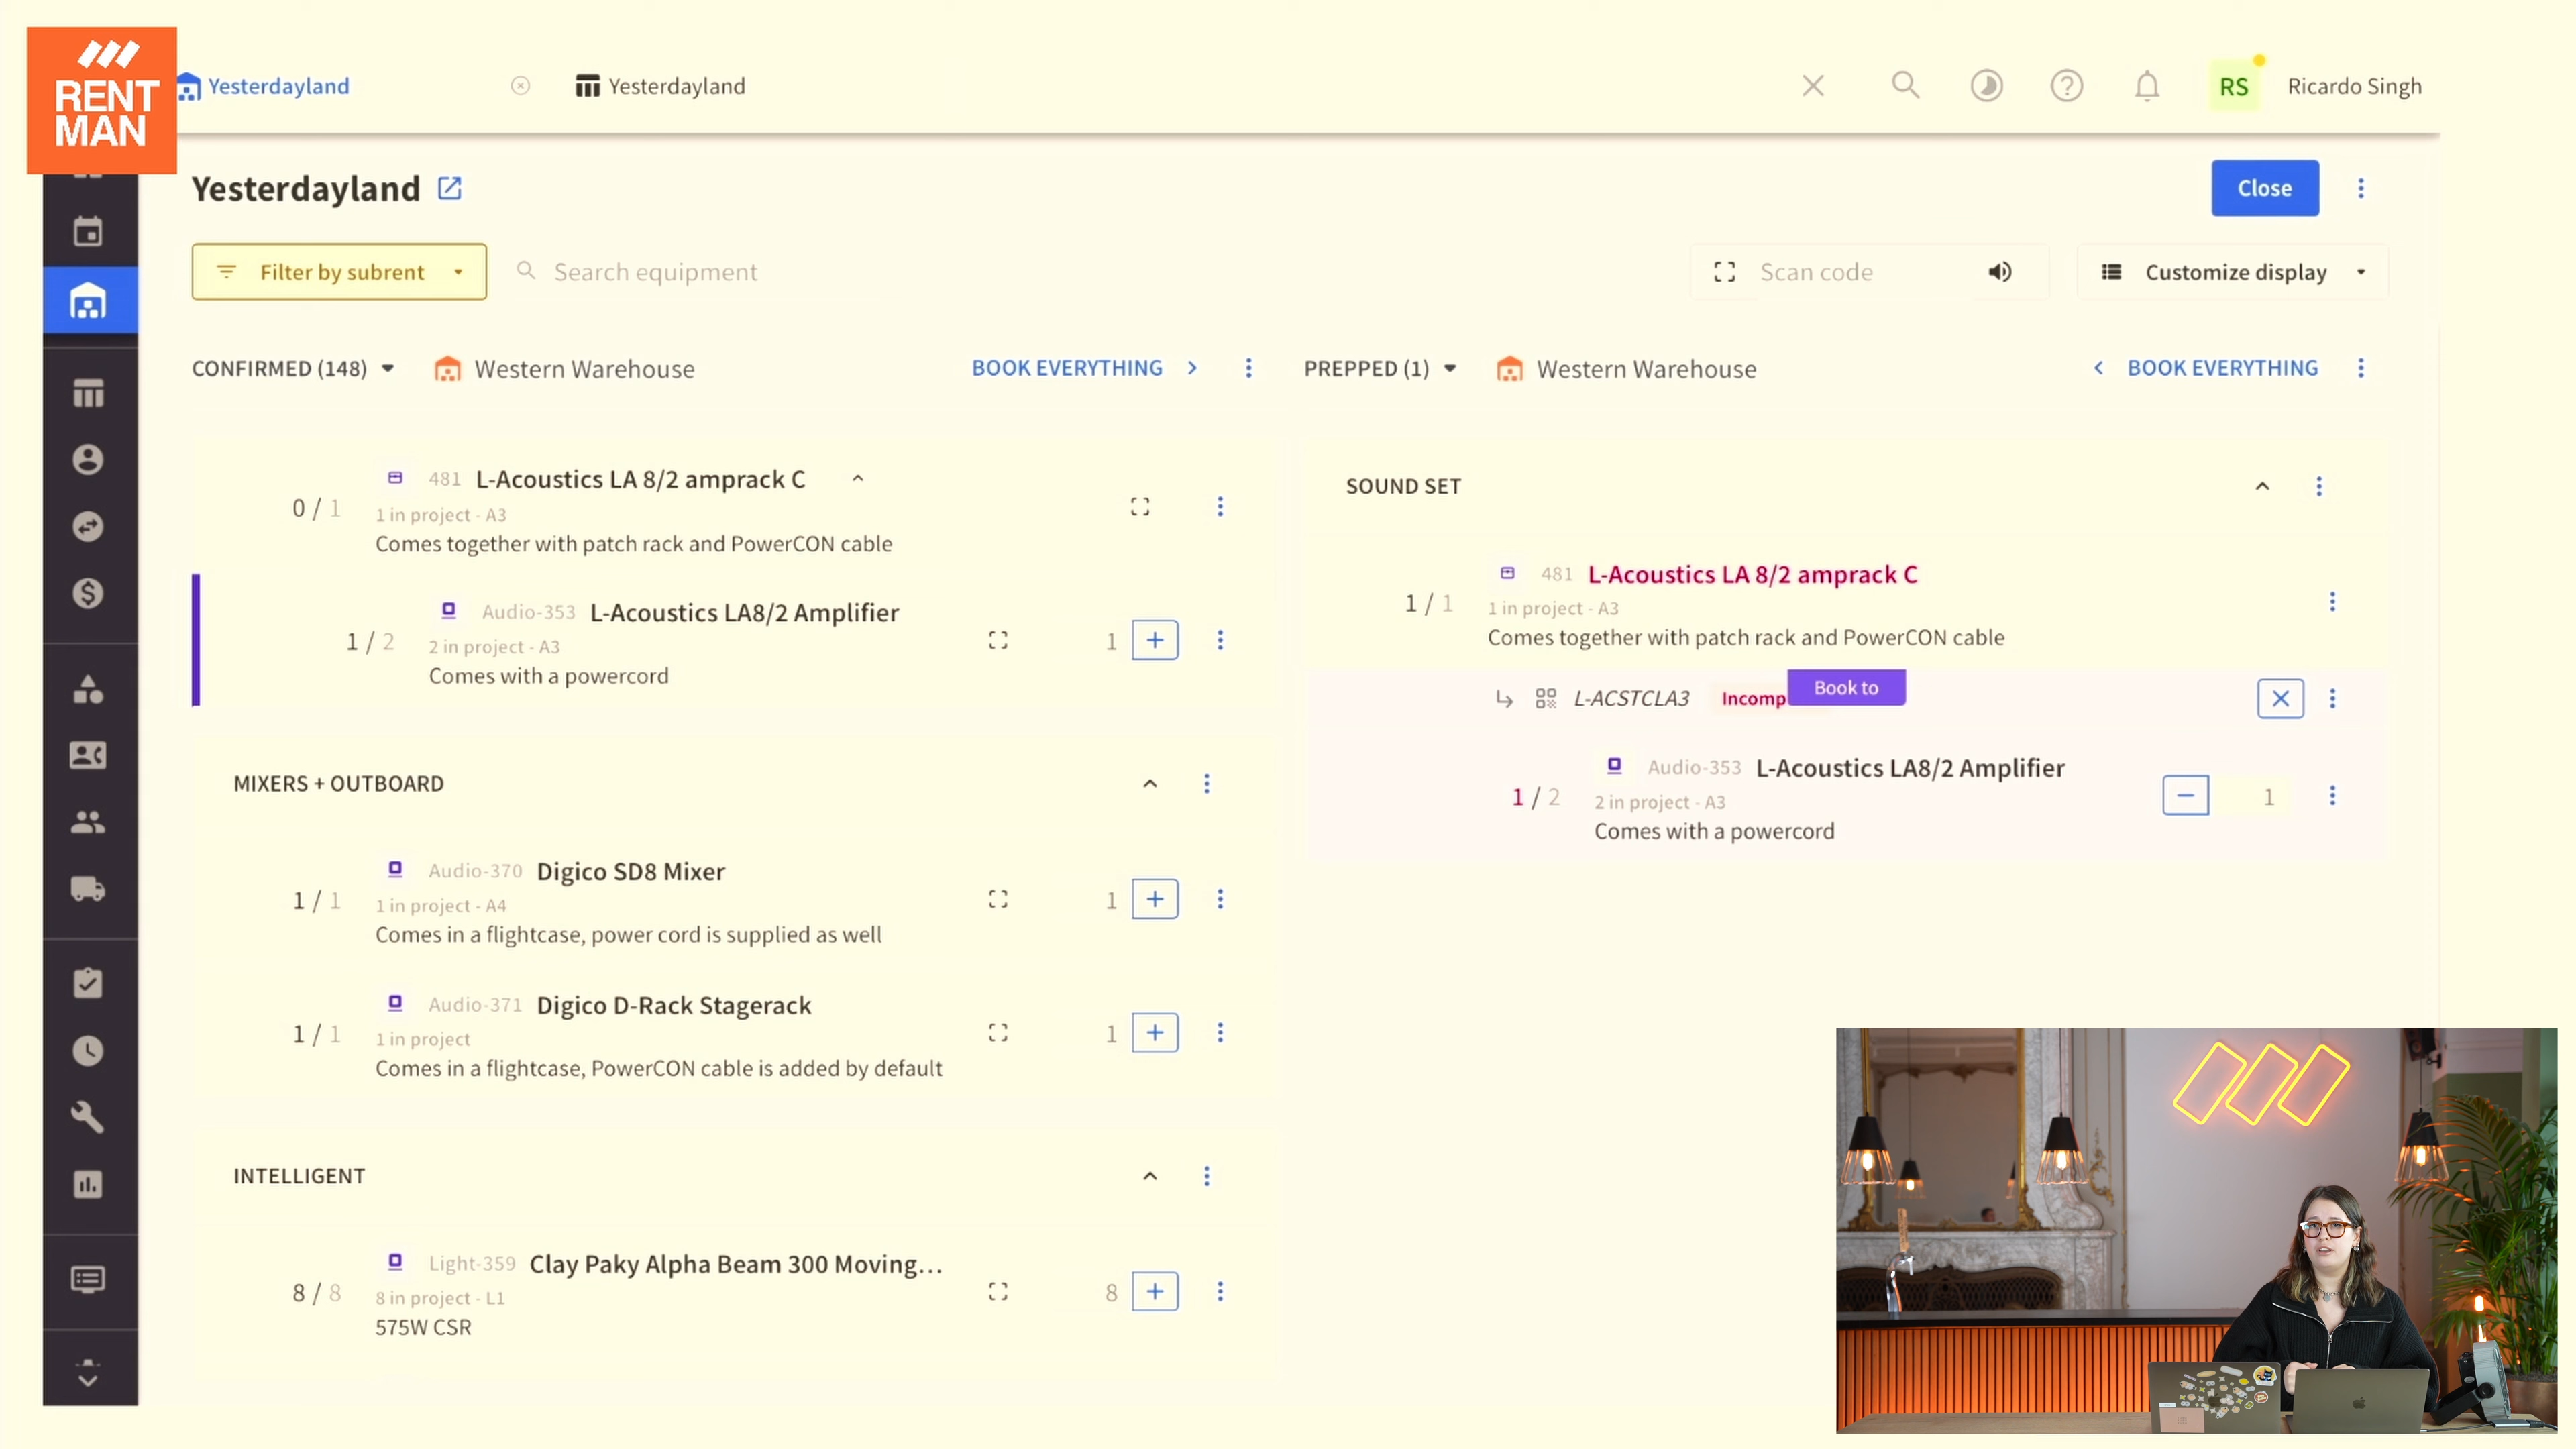 RENT
MAN
Yesterdayland
Yesterdayland
RS
Ricardo Singh
Yesterdayland
Close
Filter by subrent
Search equipment
Scan code
Customize display
CONFIRMED (148)
Western Warehouse
BOOK EVERYTHING
PREPPED (1)
Western Warehouse
BOOK EVERYTHING
0 / 1
481 L-Acoustics LA 8/2 amprack C
1 in project - A3
Comes together with patch rack and PowerCON cable
1 / 2
Audio-353 L-Acoustics LA8/2 Amplifier
2 in project - A3
Comes with a powercord
1
MIXERS + OUTBOARD
1 / 1
Audio-370 Digico SD8 Mixer
1 in project - A4
Comes in a flightcase, power cord is supplied as well
1
1 / 1
Audio-371 Digico D-Rack Stagerack
1 in project
Comes in a flightcase, PowerCON cable is added by default
1
INTELLIGENT
8 / 8
Light-359 Clay Paky Alpha Beam 300 Moving...
8 in project - L1
575W CSR
8
SOUND SET
1 / 1
481 L-Acoustics LA 8/2 amprack C
1 in project - A3
Comes together with patch rack and PowerCON cable
L-ACSTCLA3 Incomp
Book to
1 / 2
Audio-353 L-Acoustics LA8/2 Amplifier
2 in project - A3
Comes with a powercord
1